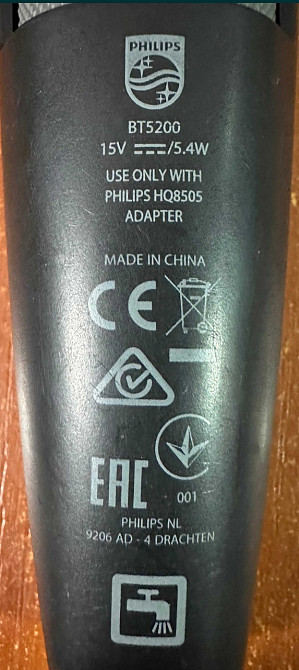 PHILIPS
BT5200
15V ⎓/5.4W
USE ONLY WITH
PHILIPS HQ8505
ADAPTER
MADE IN CHINA
CE
EAC
001
PHILIPS NL
9206 AD - 4 DRACHTEN